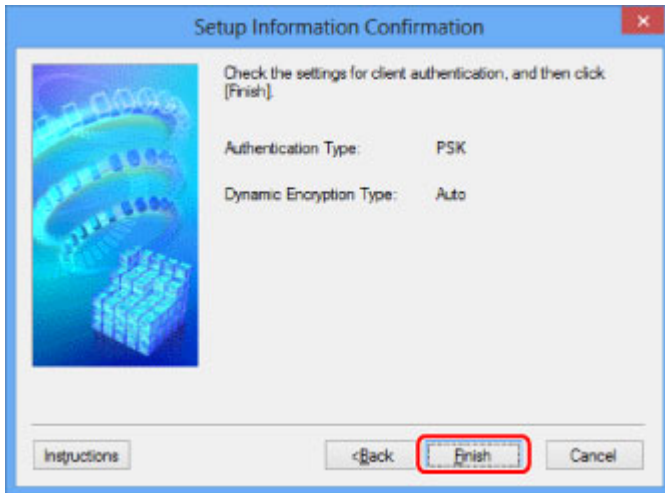 Setup Information Confirmation
Check the settings for client authentication, and then click
[Finish].
Authentication Type: PSK
Dynamic Encryption Type: Auto
Instructions <Back Finish Cancel